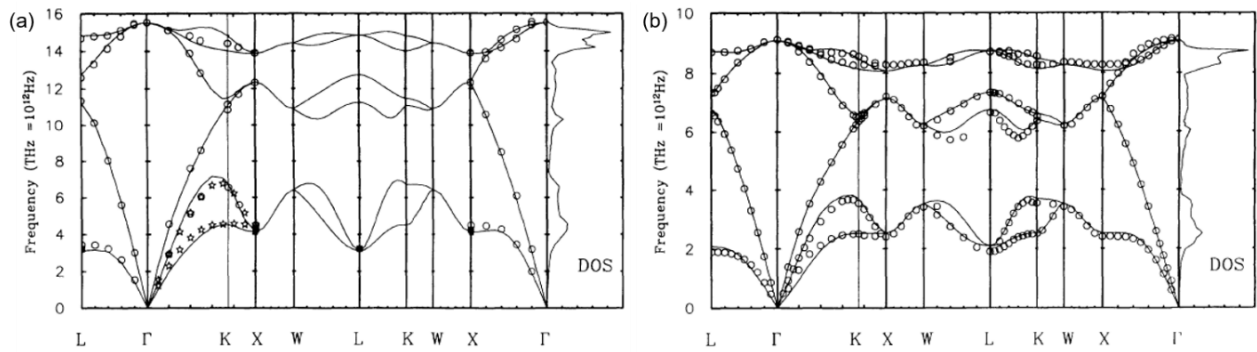 (a)
16
14
12
10
8
6
4
2
0
Frequency (THz =10¹²Hz)
DOS
L Γ K X W L K W X Γ
(b)
10
8
6
4
2
0
Frequency (THz =10¹²Hz)
DOS
L Γ K X W L K W X Γ